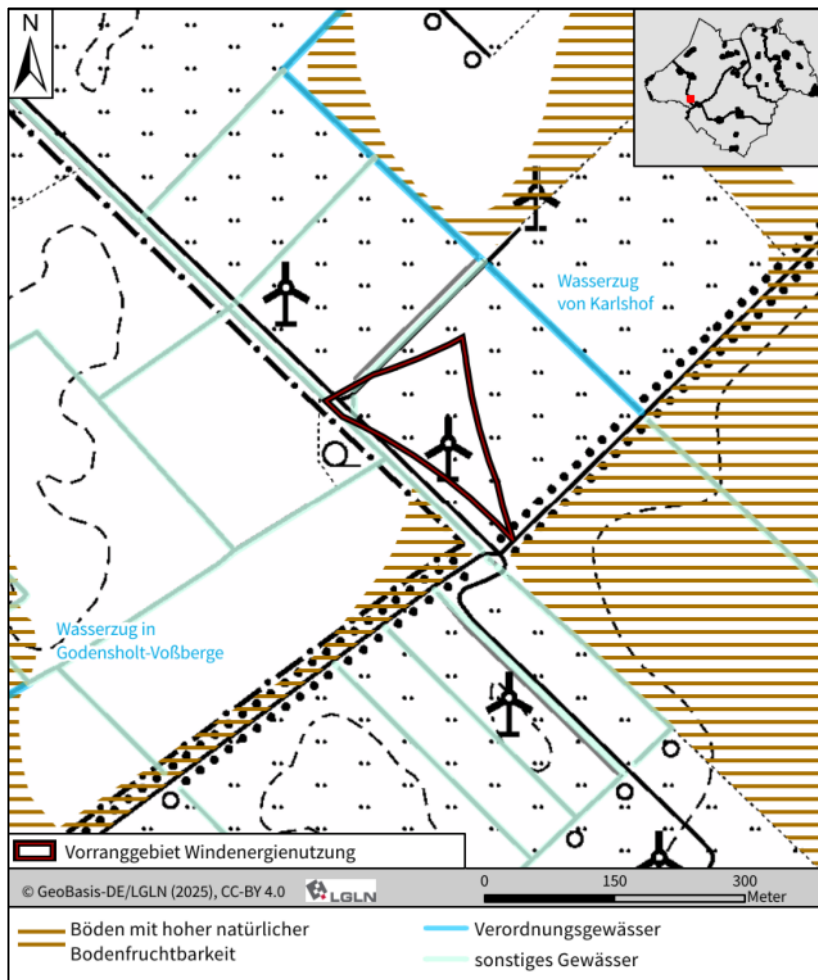 N
Wasserzug
von Karlshof
Wasserzug in
Godensholt-Voßberge
Vorranggebiet Windenergienutzung
© GeoBasis-DE/LGLN (2025), CC-BY 4.0
LGLN
0 150 300
Meter
Böden mit hoher natürlicher
Bodenfruchtbarkeit
Verordnungsgewässer
sonstiges Gewässer